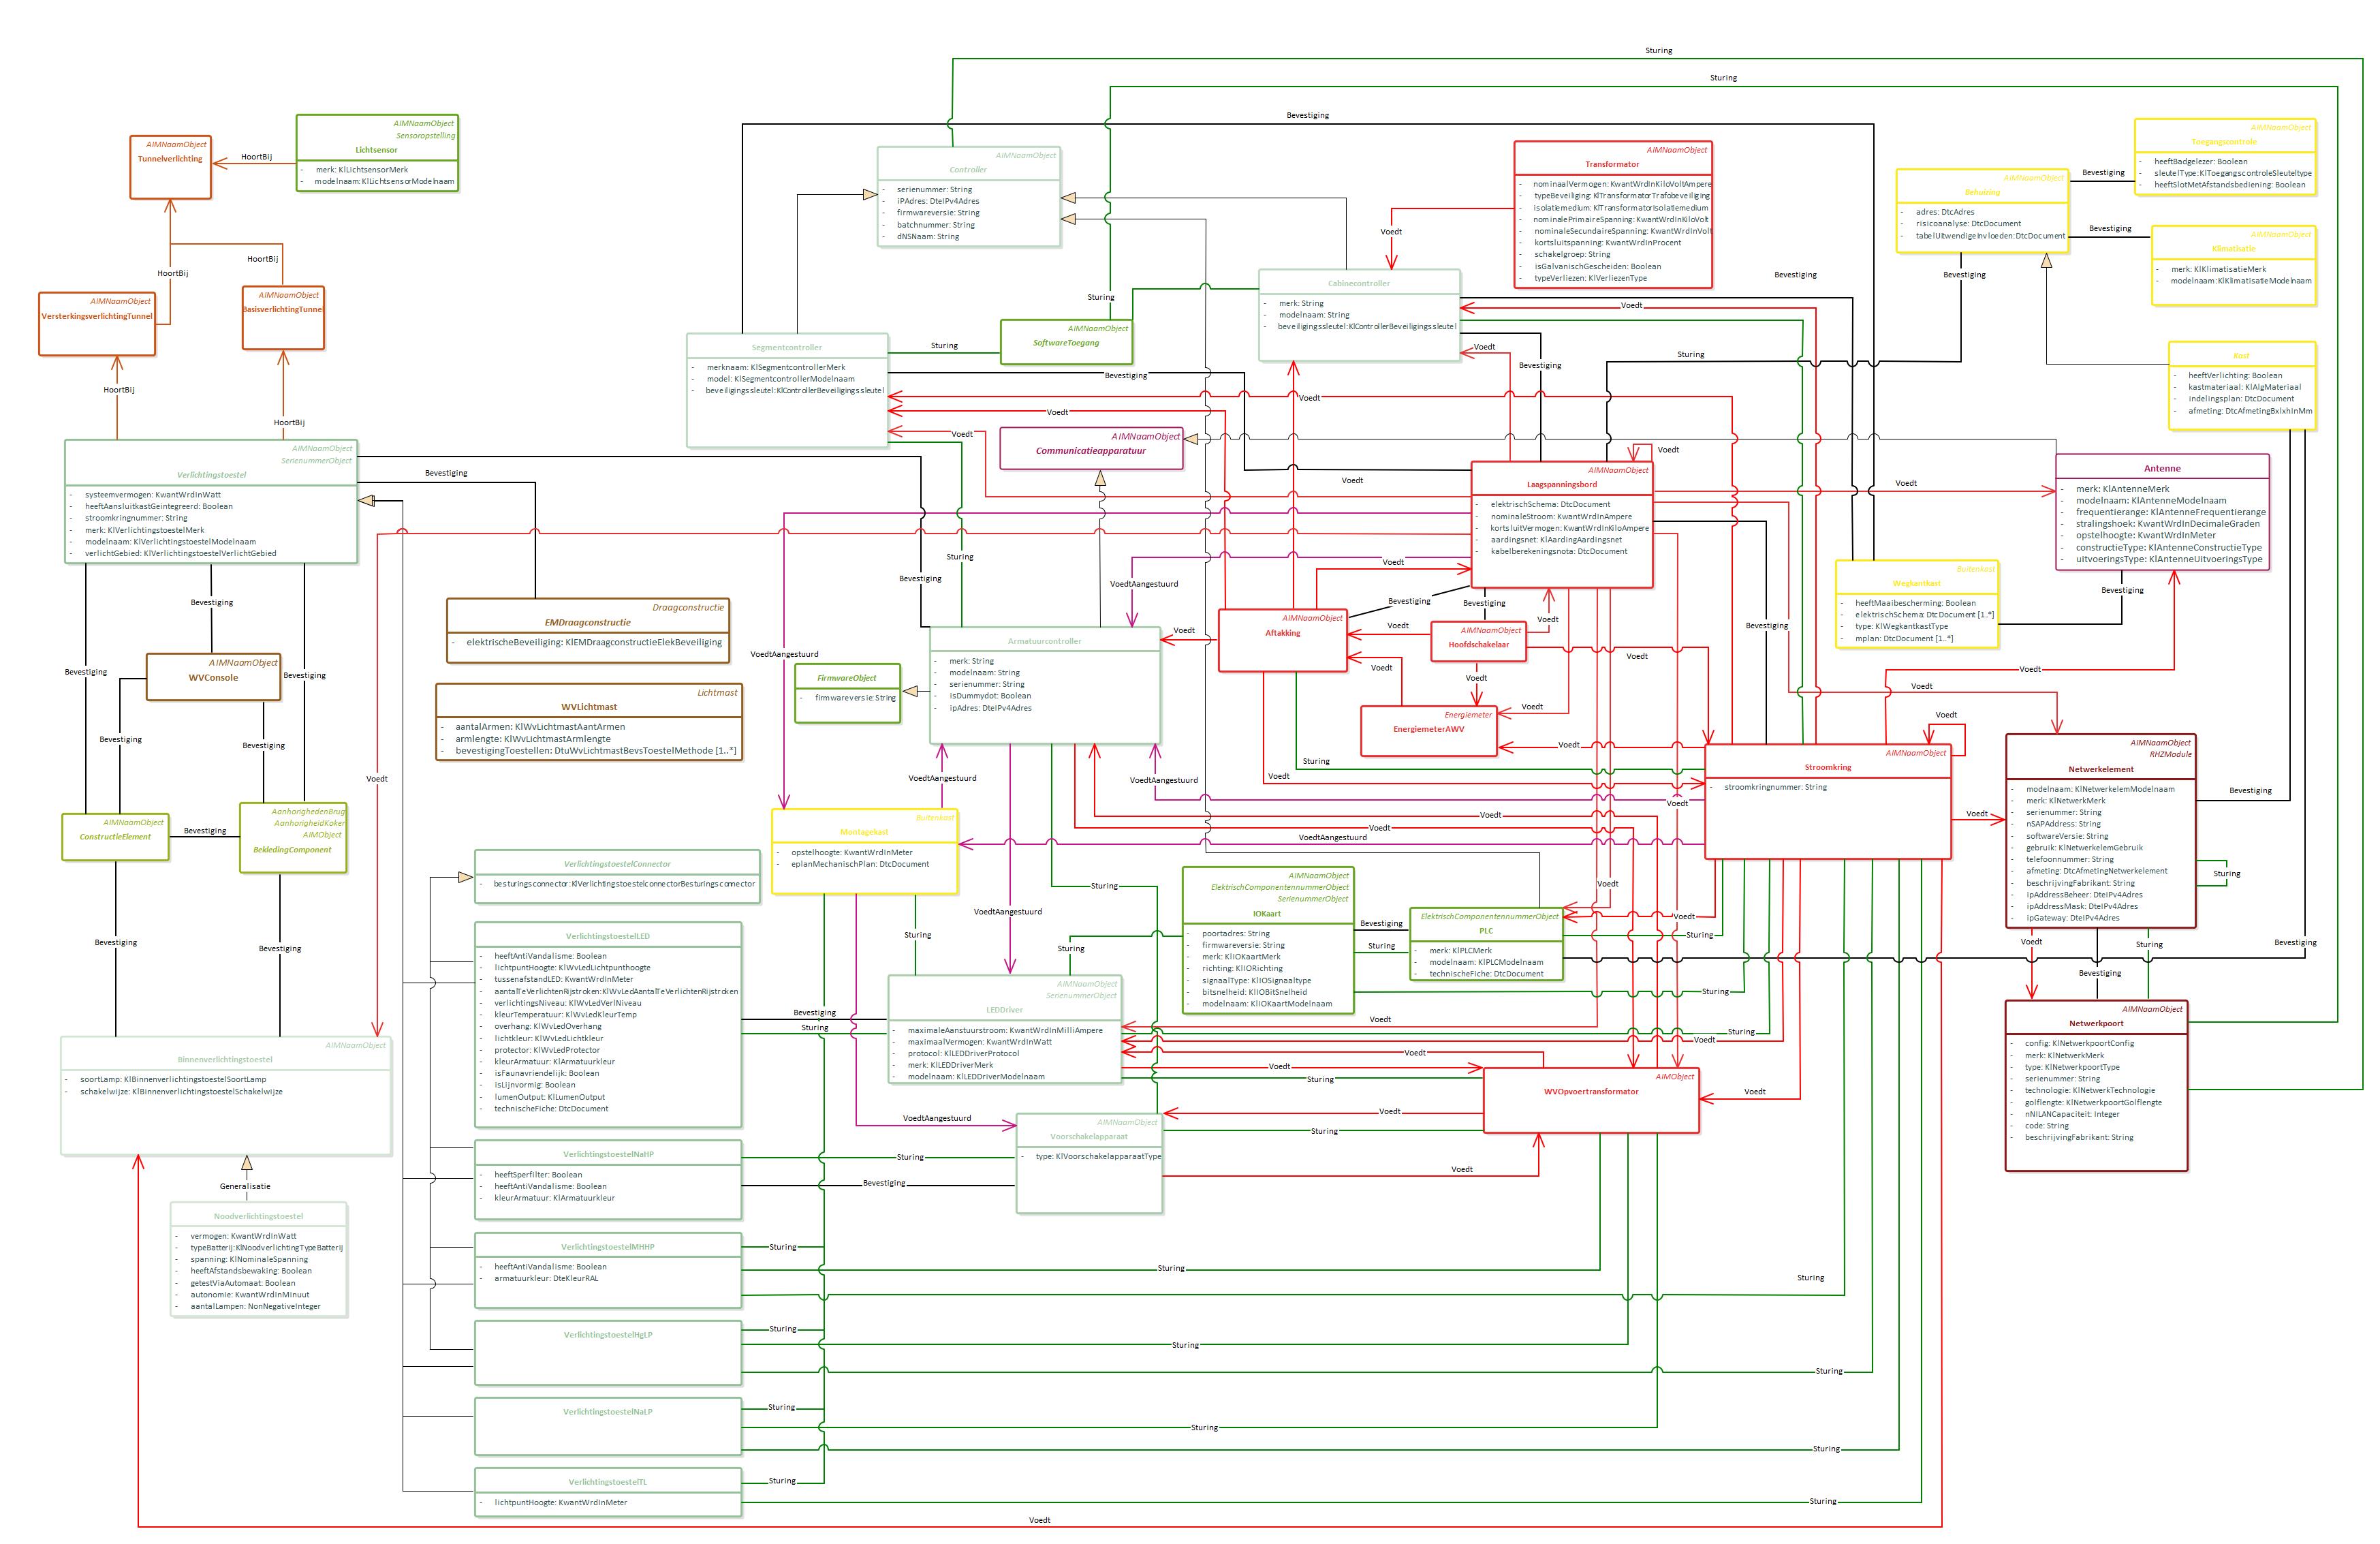 Sturing
Sturing
Bevestiging
AIMNaamObject
Tunnelverlichting
HoortBij
AIMNaamObject
Sensoropstelling
Lichtsensor
- merk: KlLichtsensorMerk
- modelnaam:KlLichtsensorModelnaam
HoortBij
HoortBij
AIMNaamObject
VersterkingsverlichtingTunnel
AIMNaamObject
BasisverlichtingTunnel
HoortBij
HoortBij
AIMNaamObject
SerienummerObject
Verlichtingstoestel
- systeemvermogen: KwantWrdInWatt
- heeftAansluitkastGeintegreerd: Boolean
- stroomkringnummer: String
- merk: KlVerlichtingstoestelMerk
- modelnaam: KlVerlichtingstoestelModelnaam
- verlichtGebied: KlVerlichtingstoestelVerlichtGebied
Bevestiging
AIMNaamObject
Controller
- serienummer: String
- iPAdres: DteIPv4Adres
- firmwareversie: String
- batchnummer: String
- dNSNaam: String
AIMNaamObject
Transformator
- nominaalVermogen: KwantWrdInKiloVoltAmpere
- typeBeveiliging: KlTransformatorTrafobeveiliging
- isolatiemedium: KlTransformatorIsolatiemedium
- nominalePrimaireSpanning: KwantWrdInKiloVolt
- nominaleSecundaireSpanning: KwantWrdInVolt
- kortsluitspanning: KwantWrdInProcent
- schakelgroep: String
- isGalvanischGescheiden: Boolean
- typeVerliezen: KlVerliezenType
Voedt
Cabinecontroller
- merk: String
- modelnaam: String
- beveiligingssleutel:KlControllerBeveiligingssleutel
Bevestiging
Voedt
Voedt
Bevestiging
Sturing
AIMNaamObject
SoftwareToegang
Sturing
Sturing
Segmentcontroller
- merknaam: KlSegmentcontrollerMerk
- model: KlSegmentcontrollerModelnaam
- beveiligingssleutel:KlControllerBeveiligingssleutel
Bevestiging
Voedt
Voedt
Voedt
AIMNaamObject
Communicatieapparatuur
AIMNaamObject
Toegangscontrole
- heeftBadgelezer: Boolean
- sleutelType:KlToegangscontroleSleuteltype
- heeftSlotMetAfstandsbediening: Boolean
Bevestiging
AIMNaamObject
Behuizing
- adres: DtcAdres
- risicoanalyse: DtcDocument
- tabelUitwendigeInvloeden:DtcDocument
Bevestiging
Bevestiging
AIMNaamObject
Klimatisatie
- merk: KlKlimatisatieMerk
- modelnaam:KlKlimatisatieModelnaam
AIMNaamObject
Kast
- heeftVerlichting: Boolean
- kastmateriaal: KlAlgMateriaal
- indelingsplan: DtcDocument
- afmeting: DtcAfmetingBxlxhInMm
Voedt
Voedt
AIMNaamObject
Laagspanningsbord
- elektrischSchema: DtcDocument
- nominaleStroom: KwantWrdInAmpere
- kortsluitVermogen: KwantWrdInKiloAmpere
- aardingsnet: KlAardingAardingsnet
- kabelberekeningsnota: DtcDocument
Voedt
AIMNaamObject
Antenne
- merk: KlAntenneMerk
- modelnaam: KlAntenneModelnaam
- frequentierange: KlAntenneFrequentierange
- stralingshoek: KwantWrdInDecimaleGraden
- opstelhoogte: KwantWrdInMeter
- constructieType: KlAntenneConstructieType
- uitvoeringsType: KlAntenneUitvoeringsType
Bevestiging
Buitenkast
Wegkantkast
- heeftMaaibescherming: Boolean
- elektrischSchema: DtcDocument [1..*]
- type: KlWegkantkastType
- mplan: DtcDocument [1..*]
Sturing
Bevestiging
VoedtAangestuurd
Voedt
Voedt
Bevestiging
Bevestiging
Voedt
Bevestiging
AIMNaamObject
Aftakking
Voedt
AIMNaamObject
Hoofdschakelaar
Voedt
Voedt
Voedt
Voedt
Voedt
Voedt
Voedt
Energiemeter
EnergiemeterAWV
Voedt
Bevestiging
Bevestiging
Bevestiging
AIMNaamObject
WVConsole
Bevestiging
Bevestiging
Draagconstructie
EMDraagconstructie
- elektrischeBeveiliging: KlEMDraagconstructieElekBeveiliging
Lichtmast
WVLichtmast
- aantalArmen: KlWvLichtmastAantArmen
- armlengte: KlWvLichtmastArmlengte
- bevestigingToestellen: DtuWvLichtmastBevsToestelMethode [1..*]
VoedtAangestuurd
FirmwareObject
- firmwareversie:String
Armatuurcontroller
- merk: String
- modelnaam: String
- serienummer: String
- isDummydot: Boolean
- ipAdres: DteIPv4Adres
Voedt
VoedtAangestuurd
VoedtAangestuurd
Sturing
Voedt
Voedt
AIMNaamObject
Stroomkring
- stroomkringnummer: String
Voedt
AIMNaamObject
RHZModule
Netwerkelement
- modelnaam: KlNetwerkelemModelnaam
- merk: KlNetwerkMerk
- serienummer: String
- nSAPAddress: String
- softwareVersie: String
- gebruik: KlNetwerkelemGebruik
- telefoonnummer: String
- afmeting: DtcAfmetingNetwerkelement
- beschrijvingFabrikant: String
- ipAddressBeheer: DteIPv4Adres
- ipAddressMask: DteIPv4Adres
- ipGateway: DteIPv4Adres
Bevestiging
Sturing
Bevestiging
AIMNaamObject
ConstructieElement
Bevestiging
AanhorighedenBrug
AanhorigheidKoker
AIMObject
BekledingComponent
Bevestiging
Bevestiging
Buitenkast
Montagekast
- opstelhoogte: KwantWrdInMeter
- eplanMechanischPlan: DtcDocument
Voedt
Voedt
VoedtAangestuurd
Voedt
VerlichtingstoestelConnector
- besturingsconnector:KlVerlichtingstoestelconnectorBesturingsconnector
Sturing
VoedtAangestuurd
Sturing
AIMNaamObject
ElektrischComponentennummerObject
SerienummerObject
IOKaart
- poortadres: String
- firmwareversie: String
- merk: KlIOKaartMerk
- richting: KlIORichting
- signaalType: KlIOSignaaltype
- bitsnelheid: KlIOBitSnelheid
- modelnaam: KlIOKaartModelnaam
Bevestiging
Sturing
ElektrischComponentennummerObject
PLC
- merk: KlPLCMerk
- modelnaam: KlPLCModelnaam
- technischeFiche: DtcDocument
Voedt
Voedt
Sturing
Sturing
Sturing
VerlichtingstoestelLED
- heeftAntiVandalisme: Boolean
- lichtpuntHoogte: KlWvLedLichtpunthoogte
- tussenafstandLED: KwantWrdInMeter
- aantalTeVerlichtenRijstroken:KlWvLedAantalTeVerlichtenRijstroken
- verlichtingsNiveau: KlWvLedVerlNiveau
- kleurTemperatuur: KlWvLedKleurTemp
- overhang: KlWvLedOverhang
- lichtkleur: KlWvLedLichtkleur
- protector: KlWvLedProtector
- kleurArmatuur: KlArmatuurkleur
- isFaunavriendelijk: Boolean
- isLijnvormig: Boolean
- lumenOutput: KlLumenOutput
- technischeFiche: DtcDocument
Bevestiging
Sturing
AIMNaamObject
SerienummerObject
LEDDriver
- maximaleAanstuurstroom: KwantWrdInMilliAmpere
- maximaalVermogen: KwantWrdInWatt
- protocol: KlLEDDriverProtocol
- merk: KlLEDDriverMerk
- modelnaam: KlLEDDriverModelnaam
Voedt
Sturing
Voedt
Voedt
Voedt
Sturing
Voedt
Bevestiging
Sturing
AIMNaamObject
Netwerkpoort
- config: KlNetwerkpoortConfig
- merk: KlNetwerkMerk
- type: KlNetwerkpoortType
- serienummer: String
- technologie: KlNetwerkTechnologie
- golflengte: KlNetwerkpoortGolflengte
- nNILANCapaciteit: Integer
- code: String
- beschrijvingFabrikant: String
AIMObject
WVOpvoertransformator
Voedt
AIMNaamObject
Binnenverlichtingstoestel
- soortLamp: KlBinnenverlichtingstoestelSoortLamp
- schakelwijze: KlBinnenverlichtingstoestelSchakelwijze
Generalisatie
Noodverlichtingstoestel
- vermogen: KwantWrdInWatt
- typeBatterij:KlNoodverlichtingTypeBatterij
- spanning: KlNominaleSpanning
- heeftAfstandsbewaking: Boolean
- getestViaAutomaat: Boolean
- autonomie: KwantWrdInMinuut
- aantalLampen: NonNegativeInteger
VoedtAangestuurd
AIMNaamObject
Voorschakelapparaat
- type: KlVoorschakelapparaatType
Voedt
Sturing
Voedt
VerlichtingstoestelNaHP
- heeftSperfilter: Boolean
- heeftAntiVandalisme: Boolean
- kleurArmatuur: KlArmatuurkleur
Sturing
Bevestiging
VerlichtingstoestelMHHP
- heeftAntiVandalisme: Boolean
- armatuurkleur: DteKleurRAL
Sturing
Sturing
Sturing
VerlichtingstoestelHgLP
Sturing
Sturing
Sturing
VerlichtingstoestelNaLP
Sturing
Sturing
Sturing
VerlichtingstoestelTL
- lichtpuntHoogte: KwantWrdInMeter
Sturing
Sturing
Voedt